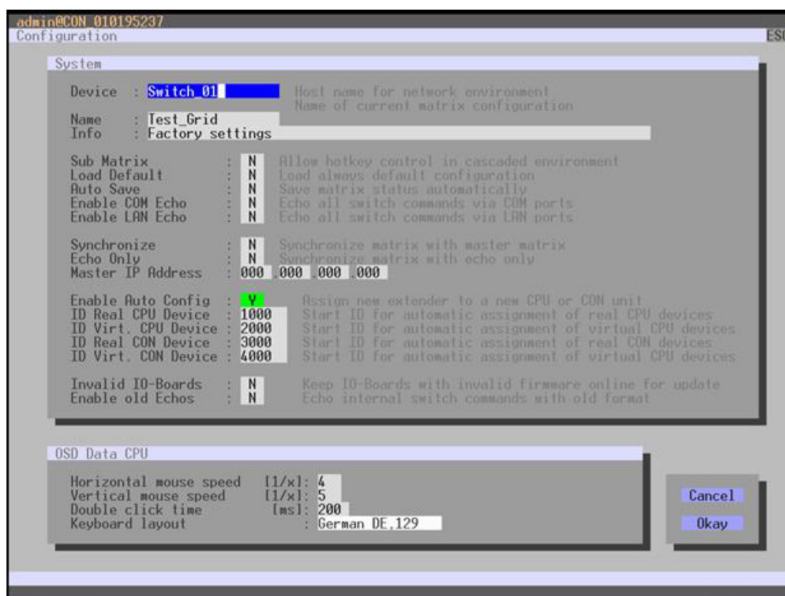 admin@CON_010195237
Configuration ESC
System
Device : Switch_01 Host name for network environment
Name of current matrix configuration
Name : Test_Grid
Info : Factory settings
Sub Matrix : N Allow hotkey control in cascaded environment
Load Default : N Load always default configuration
Auto Save : N Save matrix status automatically
Enable COM Echo : N Echo all switch commands via COM ports
Enable LAN Echo : N Echo all switch commands via LAN ports
Synchronize : N Synchronize matrix with master matrix
Echo Only : N Synchronize matrix with echo only
Master IP Address : 000 .000 .000 .000
Enable Auto Config : Y Assign new extender to a new CPU or CON unit
ID Real CPU Device : 1000 Start ID for automatic assignment of real CPU devices
ID Virt. CPU Device : 2000 Start ID for automatic assignment of virtual CPU devices
ID Real CON Device : 3000 Start ID for automatic assignment of real CON devices
ID Virt. CON Device : 4000 Start ID for automatic assignment of virtual CPU devices
Invalid IO-Boards : N Keep IO-Boards with invalid firmware online for update
Enable old Echos : N Echo internal switch commands with old format
OSD Data CPU
Horizontal mouse speed [1/x]: 4
Vertical mouse speed [1/x]: 5
Double click time [ms]: 200
Keyboard layout : German DE,129
Cancel
Okay